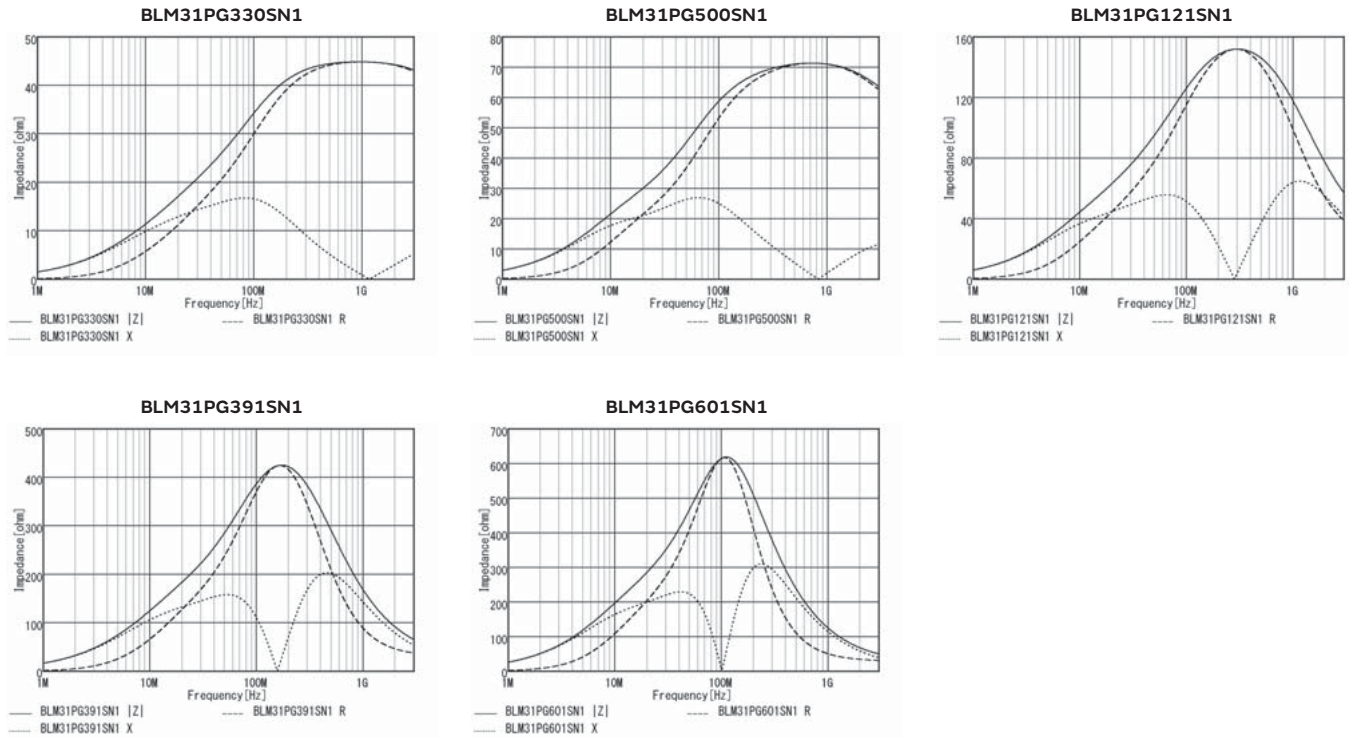 BLM31PG330SN1
50
40
30
20
10
0
Impedance[ohm]
1M 10M 100M 1G
Frequency[Hz]
BLM31PG330SN1 |Z| BLM31PG330SN1 R
BLM31PG330SN1 X
BLM31PG500SN1
80
70
60
50
40
30
20
10
0
Impedance[ohm]
1M 10M 100M 1G
Frequency[Hz]
BLM31PG500SN1 |Z| BLM31PG500SN1 R
BLM31PG500SN1 X
BLM31PG121SN1
160
120
80
40
0
Impedance[ohm]
1M 10M 100M 1G
Frequency[Hz]
BLM31PG121SN1 |Z| BLM31PG121SN1 R
BLM31PG121SN1 X
BLM31PG391SN1
500
400
300
200
100
0
Impedance[ohm]
1M 10M 100M 1G
Frequency[Hz]
BLM31PG391SN1 |Z| BLM31PG391SN1 R
BLM31PG391SN1 X
BLM31PG601SN1
700
600
500
400
300
200
100
0
Impedance[ohm]
1M 10M 100M 1G
Frequency[Hz]
BLM31PG601SN1 |Z| BLM31PG601SN1 R
BLM31PG601SN1 X